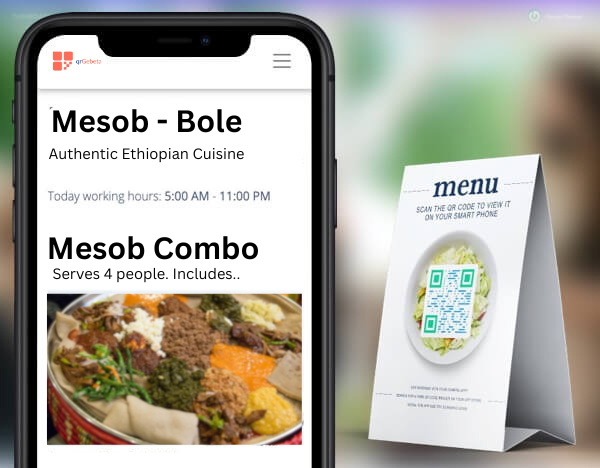 qrGebeta
Mesob - Bole
Authentic Ethiopian Cuisine
Today working hours: 5:00 AM - 11:00 PM
Mesob Combo
Serves 4 people. Includes..
menu
SCAN THE QR CODE TO VIEW IT
ON YOUR SMART PHONE